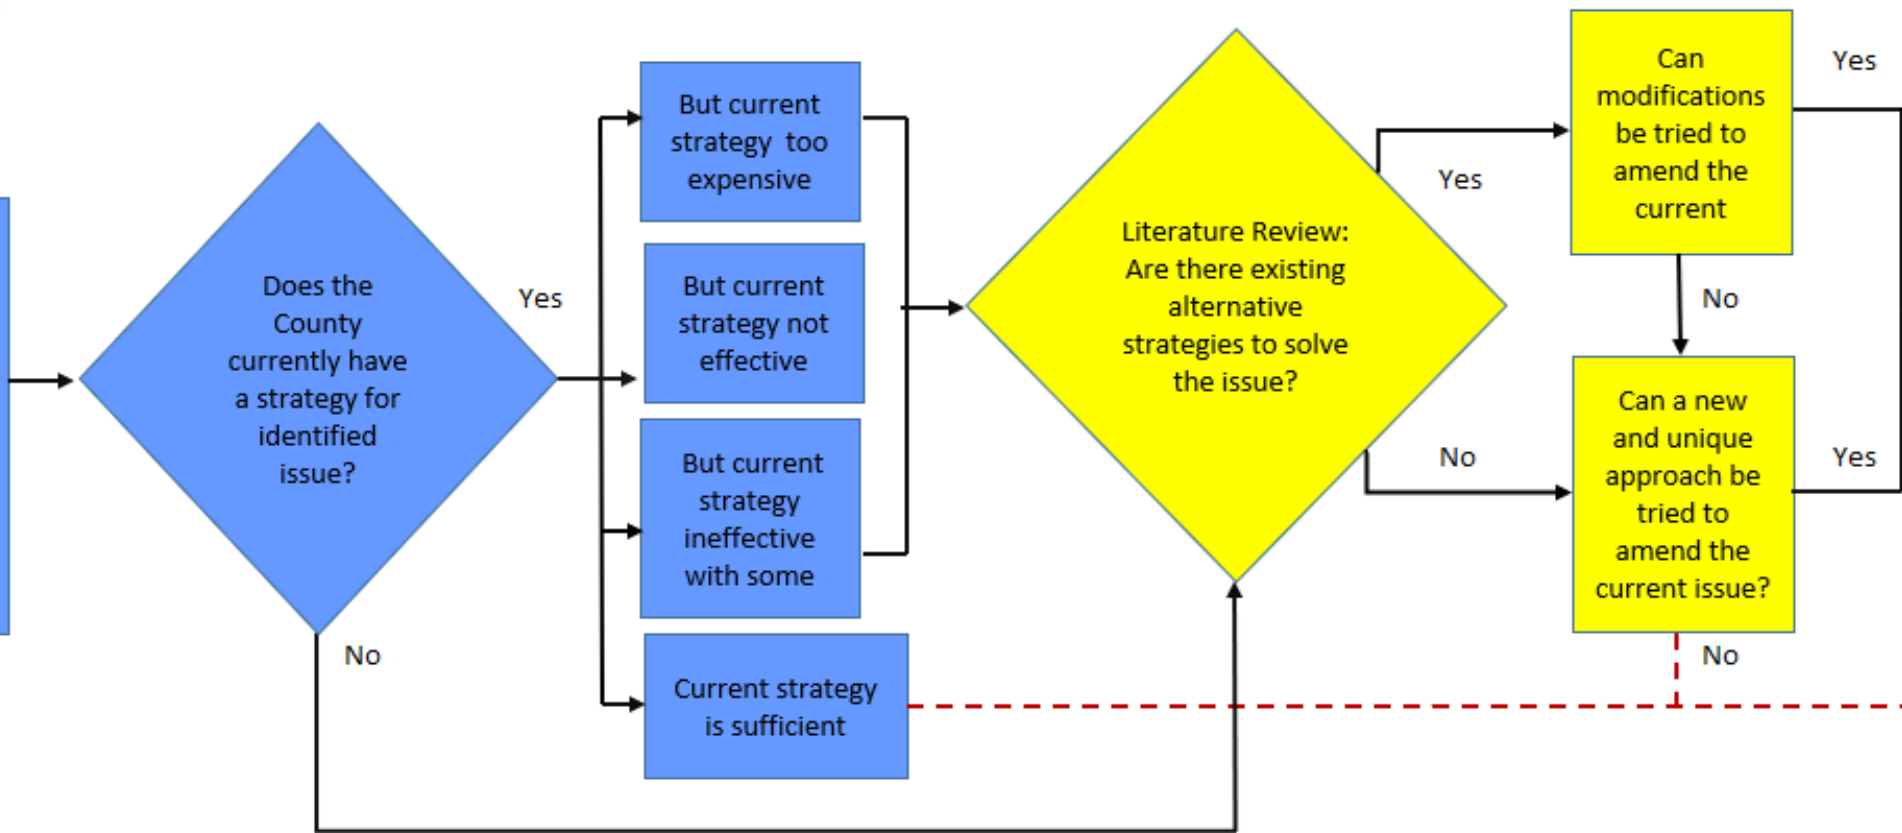 Does the
County
currently have
a strategy for
identified
issue?
Yes
No
But current
strategy too
expensive
But current
strategy not
effective
But current
strategy
ineffective
with some
Current strategy
is sufficient
Literature Review:
Are there existing
alternative
strategies to solve
the issue?
Yes
No
Can
modifications
be tried to
amend the
current
Yes
No
Can a new
and unique
approach be
tried to
amend the
current issue?
Yes
No